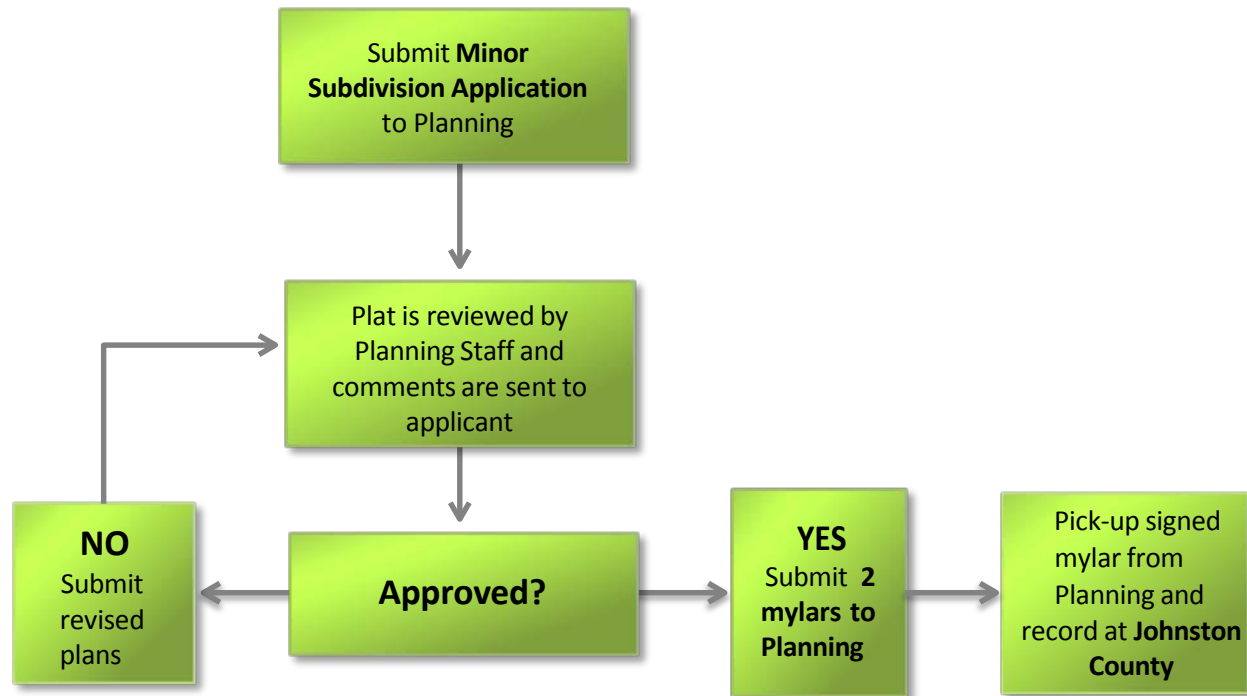 Submit Minor
Subdivision Application
to Planning
Plat is reviewed by
Planning Staff and
comments are sent to
applicant
NO
Submit
revised
plans
Approved?
YES
Submit 2
mylars to
Planning
Pick-up signed
mylar from
Planning and
record at Johnston
County